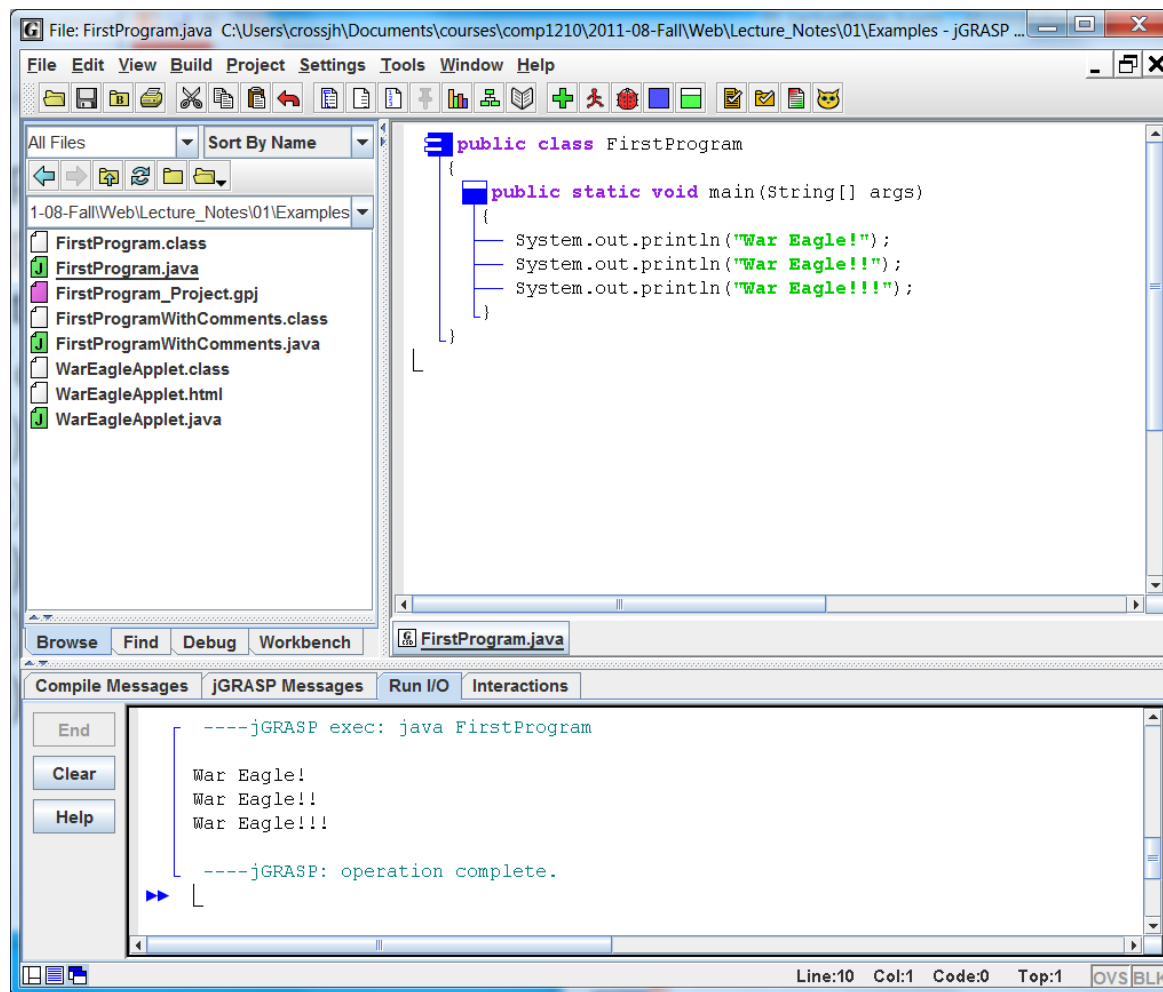 File: FirstProgram.java C:\Users\crossjh\Documents\courses\comp1210\2011-08-Fall\Web\Lecture_Notes\01\Examples - jGRASP ...
File Edit View Build Project Settings Tools Window Help
All Files Sort By Name
1-08-Fall\Web\Lecture_Notes\01\Examples
FirstProgram.class
FirstProgram.java
FirstProgram_Project.gpj
FirstProgramWithComments.class
FirstProgramWithComments.java
WarEagleApplet.class
WarEagleApplet.html
WarEagleApplet.java
Browse Find Debug Workbench
public class FirstProgram
{
public static void main(String[] args)
{
System.out.println("War Eagle!");
System.out.println("War Eagle!!");
System.out.println("War Eagle!!!");
}
}
FirstProgram.java
Compile Messages jGRASP Messages Run I/O Interactions
End
Clear
Help
----jGRASP exec: java FirstProgram
War Eagle!
War Eagle!!
War Eagle!!!
----jGRASP: operation complete.
Line:10 Col:1 Code:0 Top:1 OVS BLK